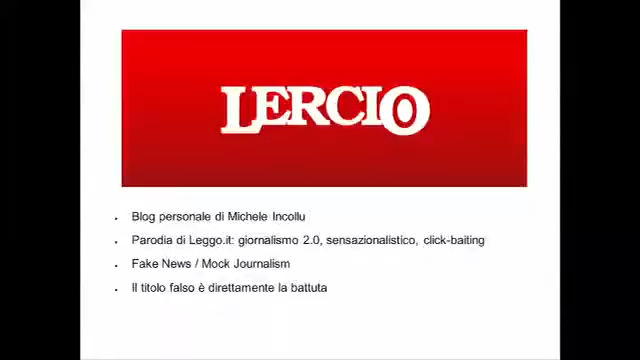 LERCIO
Blog personale di Michele Incollu
Parodia di Leggo.it: giornalismo 2.0, sensazionalistico, click-baiting
Fake News / Mock Journalism
Il titolo falso è direttamente la battuta